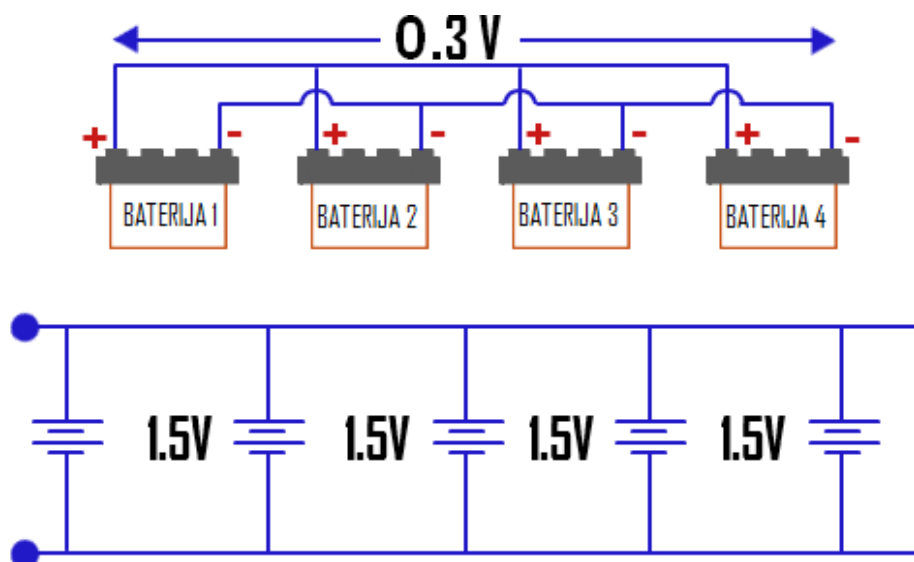 0.3 V
+ - + - + - + -
BATERIJA 1 BATERIJA 2 BATERIJA 3 BATERIJA 4
1.5V 1.5V 1.5V 1.5V